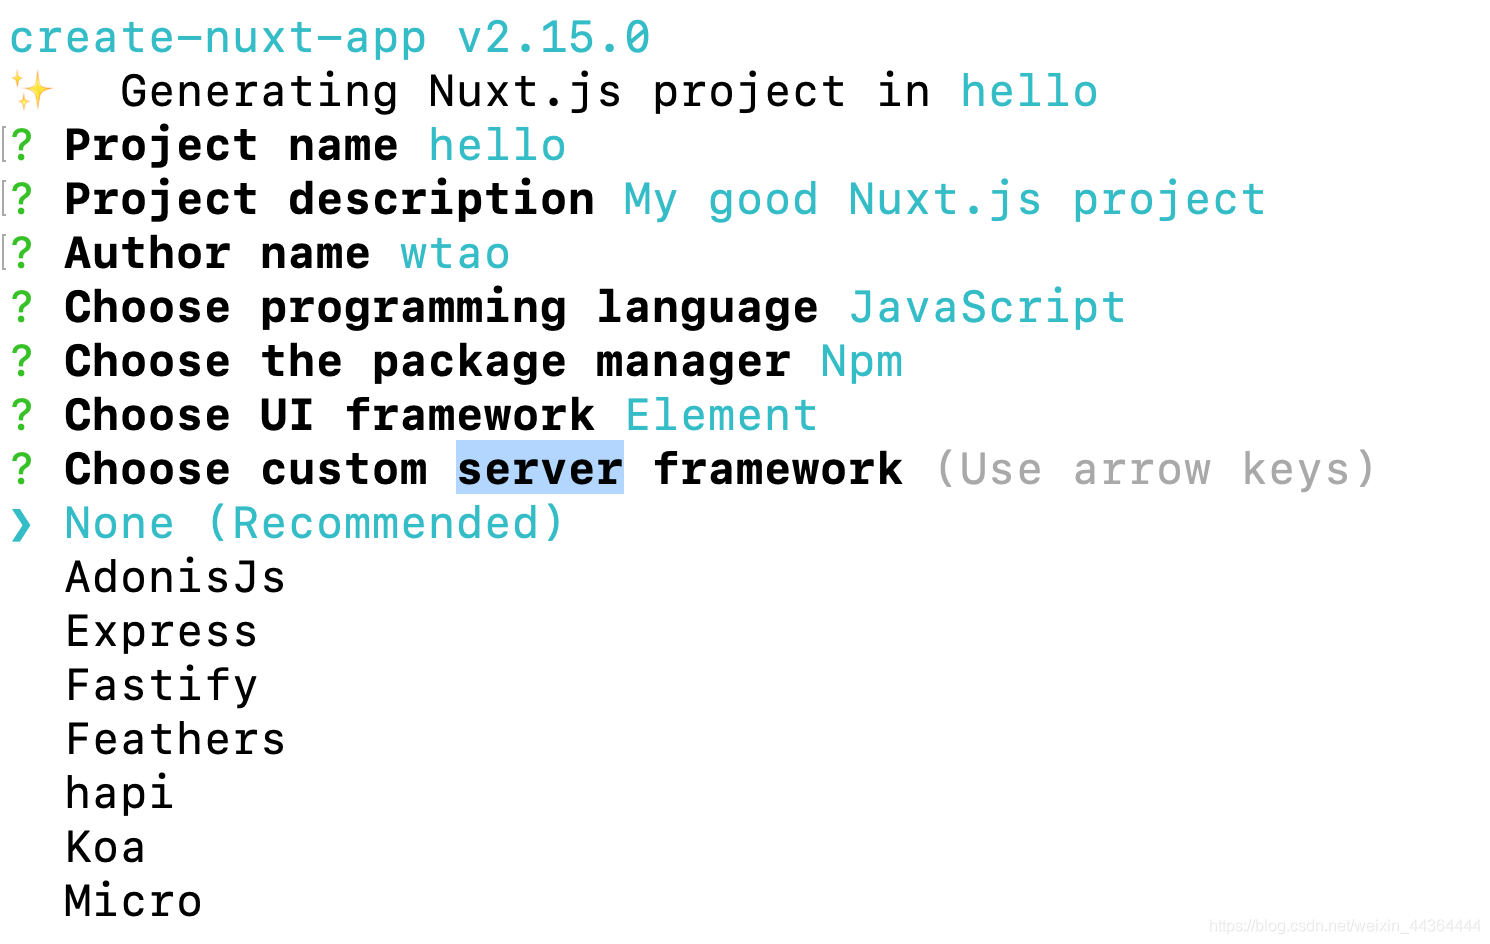 create-nuxt-app v2.15.0
✨ Generating Nuxt.js project in hello
? Project name hello
? Project description My good Nuxt.js project
? Author name wtao
? Choose programming language JavaScript
? Choose the package manager Npm
? Choose UI framework Element
? Choose custom server framework (Use arrow keys)
❯ None (Recommended)
AdonisJs
Express
Fastify
Feathers
hapi
Koa
Micro
https://blog.csdn.net/weixin_44364444